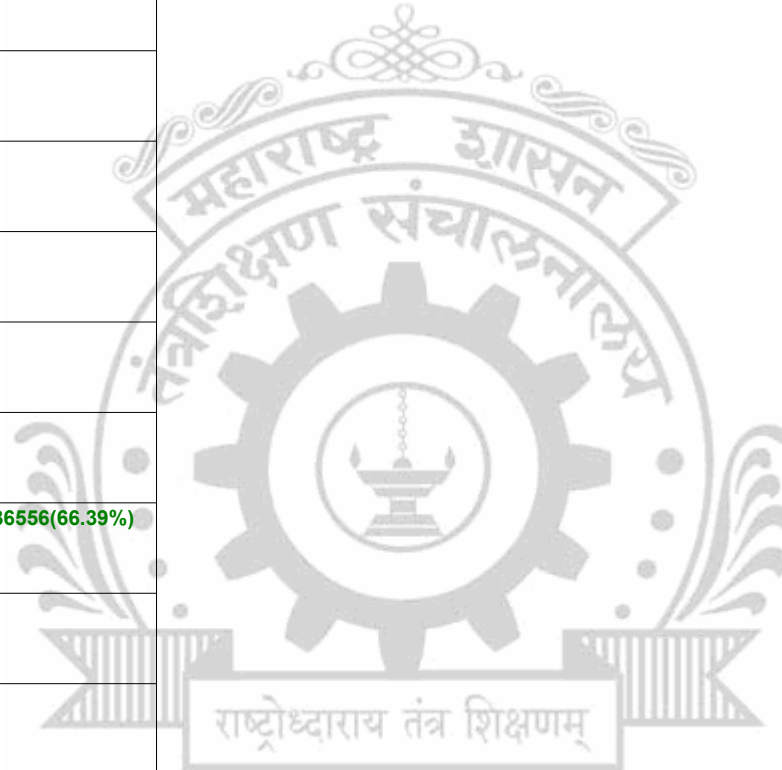 महाराष्ट्र शासन
तंत्रशिक्षण संचालनालय
36556(66.39%)
राष्ट्रोध्दाराय तंत्र शिक्षणम्